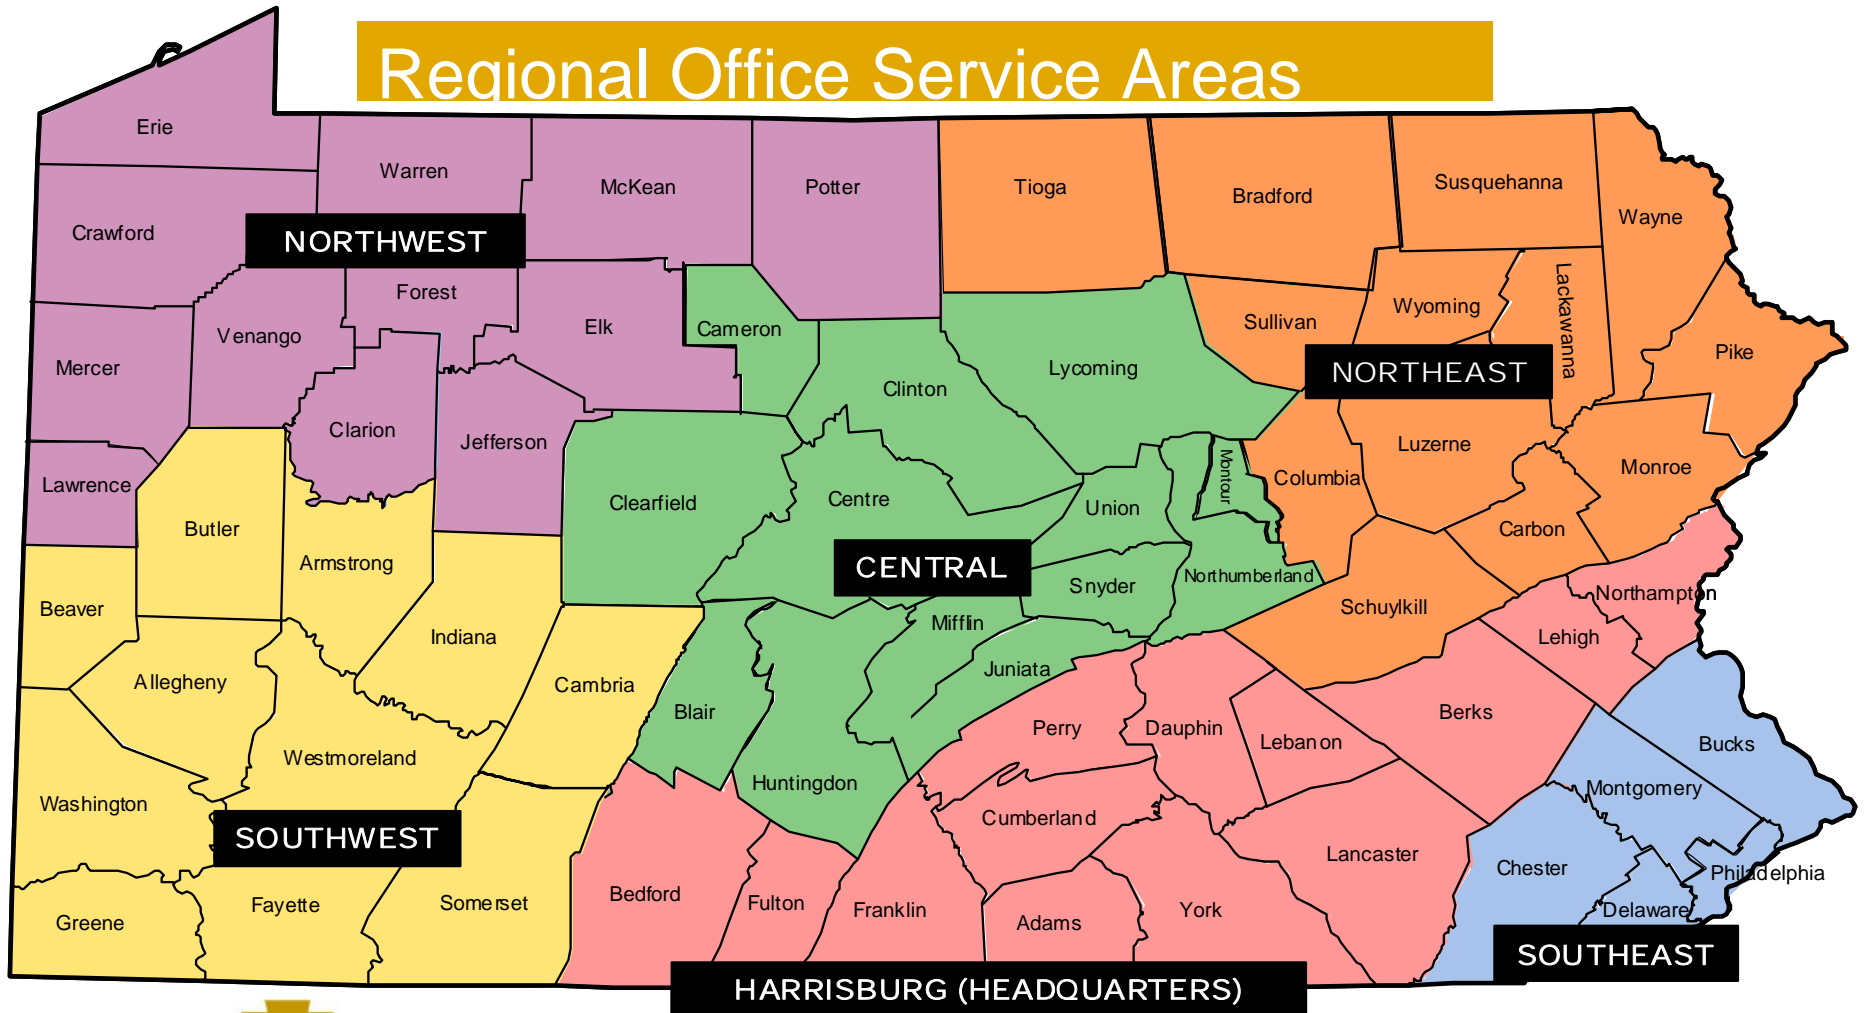 Regional Office Service Areas
Erie
Warren
McKean
Potter
Tioga
Bradford
Susquehanna
Wayne
Crawford
NORTHWEST
Forest
Venango
Elk
Cameron
Mercer
Clarion
Jefferson
Lawrence
Clinton
Lycoming
Sullivan
Wyoming
Lackawanna
Pike
NORTHEAST
Luzerne
Columbia
Monroe
Carbon
Schuylkill
Clearfield
Centre
Union
Montour
CENTRAL
Snyder
Northumberland
Mifflin
Juniata
Blair
Huntingdon
Butler
Armstrong
Beaver
Indiana
Allegheny
Cambria
Westmoreland
Washington
SOUTHWEST
Greene
Fayette
Somerset
Northampton
Lehigh
Berks
Perry
Dauphin
Lebanon
Cumberland
Lancaster
Bedford
Fulton
Franklin
Adams
York
HARRISBURG (HEADQUARTERS)
Bucks
Montgomery
Chester
Philadelphia
Delaware
SOUTHEAST